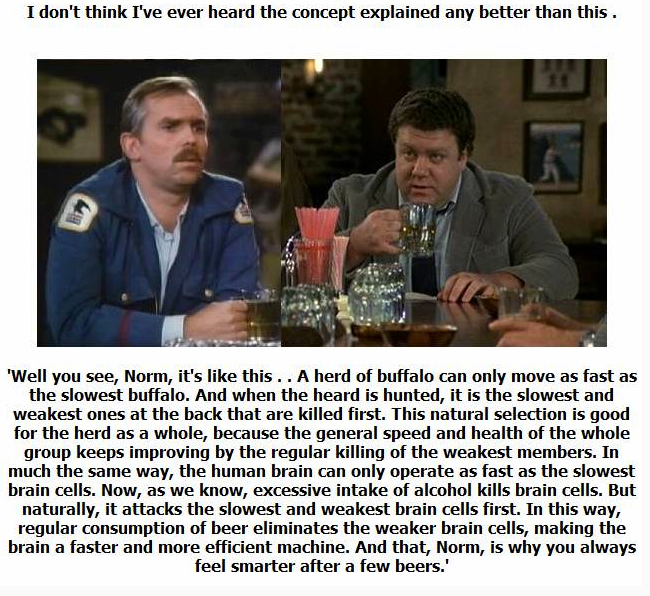 I don't think I've ever heard the concept explained any better than this .
'Well you see, Norm, it's like this . . A herd of buffalo can only move as fast as
the slowest buffalo. And when the heard is hunted, it is the slowest and
weakest ones at the back that are killed first. This natural selection is good
for the herd as a whole, because the general speed and health of the whole
group keeps improving by the regular killing of the weakest members. In
much the same way, the human brain can only operate as fast as the slowest
brain cells. Now, as we know, excessive intake of alcohol kills brain cells. But
naturally, it attacks the slowest and weakest brain cells first. In this way,
regular consumption of beer eliminates the weaker brain cells, making the
brain a faster and more efficient machine. And that, Norm, is why you always
feel smarter after a few beers.'